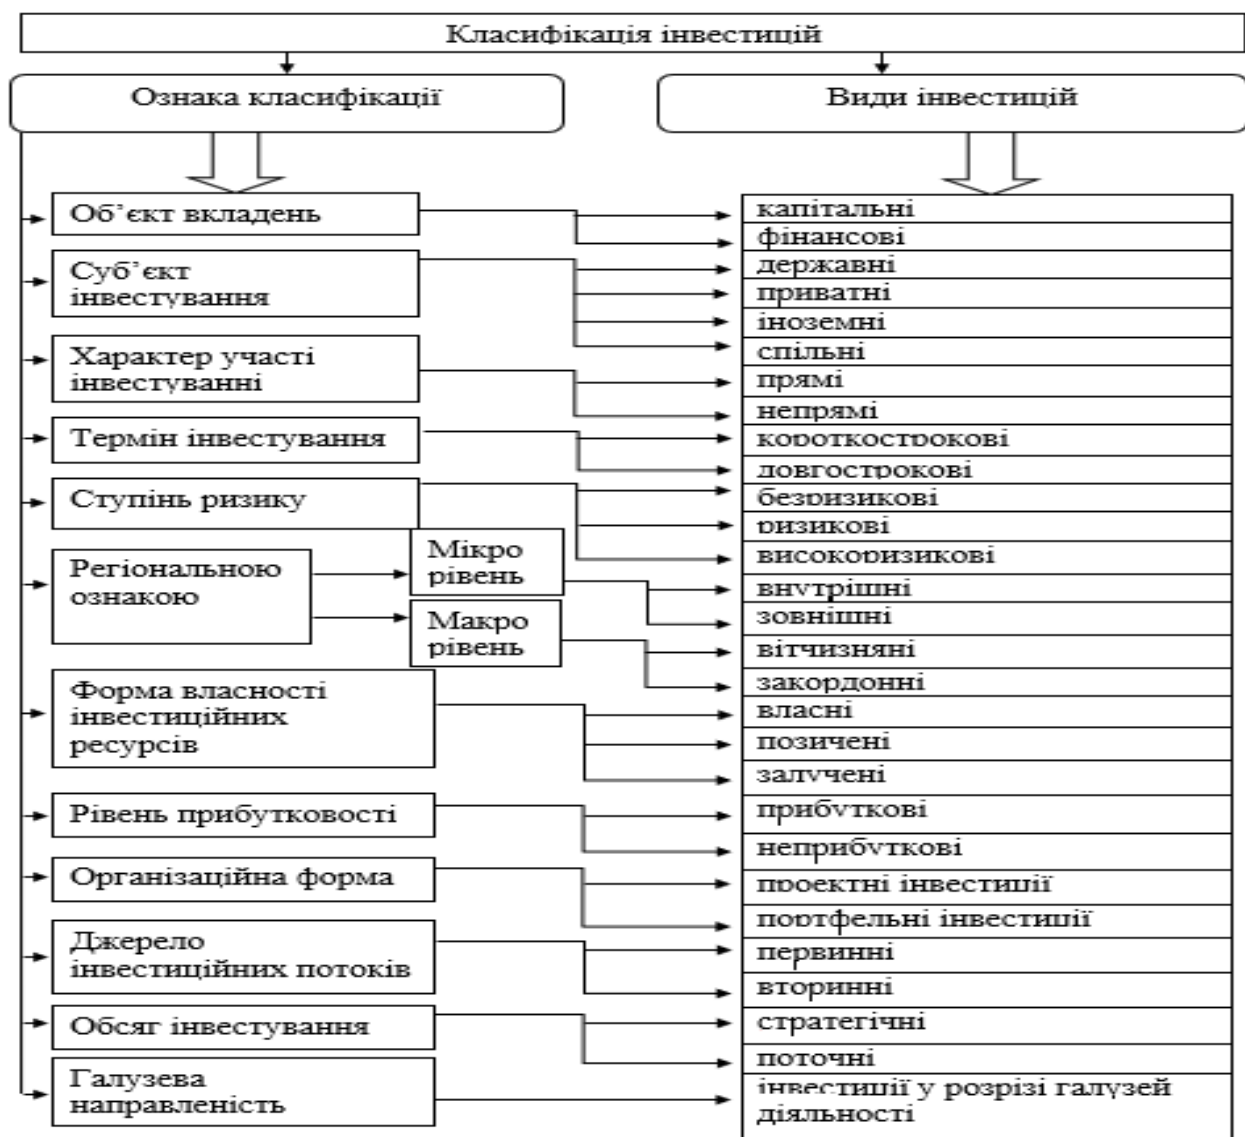 Класифікація інвестицій
Ознака класифікації
Види інвестицій
Об’єкт вкладень
капітальні
фінансові
Суб’єкт
інвестування
державні
приватні
іноземні
спільні
Характер участі
інвестуванні
прямі
непрямі
Термін інвестування
короткострокові
довгострокові
Ступінь ризику
безризикові
ризикові
високоризикові
Регіональною
ознакою
Мікро
рівень
внутрішні
зовнішні
Макро
рівень
вітчизняні
закордонні
Форма власності
інвестиційних
ресурсів
власні
позичені
залучені
Рівень прибутковості
прибуткові
неприбуткові
Організаційна форма
проектні інвестиції
портфельні інвестиції
Джерело
інвестиційних потоків
первинні
вторинні
Обсяг інвестування
стратегічні
поточні
Галузева
направленість
інвестиції у розрізі галузей
діяльності